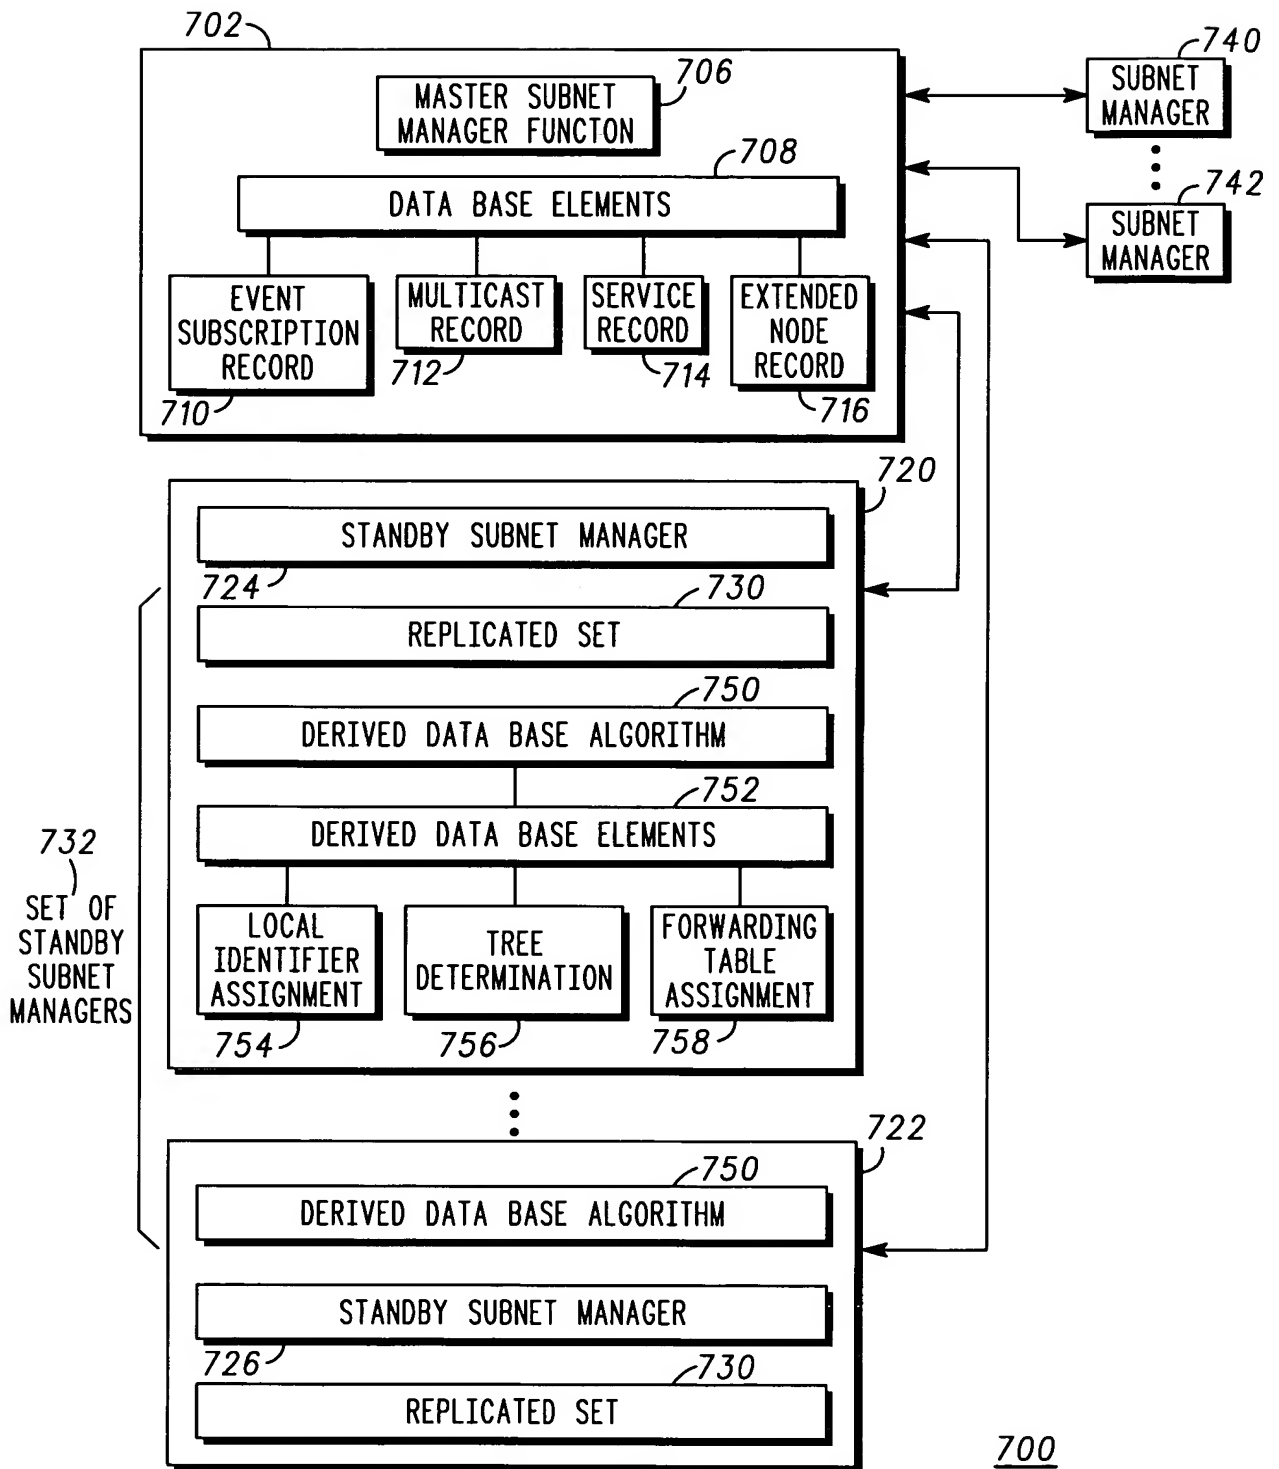 702
MASTER SUBNET
MANAGER FUNCTON
706
708
DATA BASE ELEMENTS
EVENT
SUBSCRIPTION
RECORD
710
MULTICAST
RECORD
712
SERVICE
RECORD
714
EXTENDED
NODE
RECORD
716
740
SUBNET
MANAGER
742
SUBNET
MANAGER
720
STANDBY SUBNET MANAGER
724
730
REPLICATED SET
750
DERIVED DATA BASE ALGORITHM
752
DERIVED DATA BASE ELEMENTS
LOCAL
IDENTIFIER
ASSIGNMENT
754
TREE
DETERMINATION
756
FORWARDING
TABLE
ASSIGNMENT
758
732
SET OF
STANDBY
SUBNET
MANAGERS
722
750
DERIVED DATA BASE ALGORITHM
STANDBY SUBNET MANAGER
726
730
REPLICATED SET
700